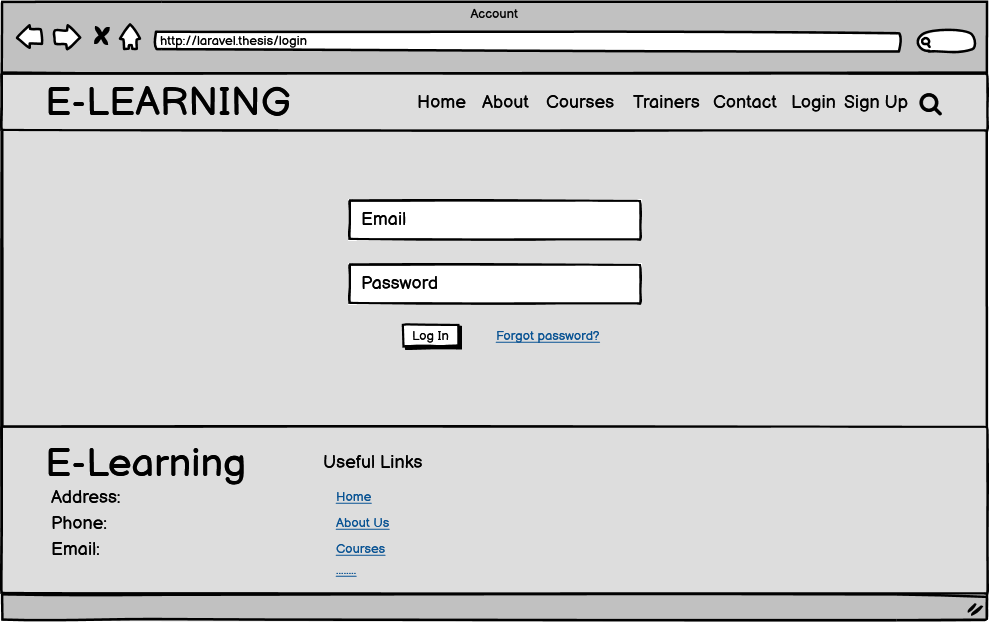 Account
http://laravel.thesis/login
E-LEARNING Home About Courses Trainers Contact Login Sign Up
Email
Password
Log In Forgot password?
E-Learning
Address:
Phone:
Email:
Useful Links
Home
About Us
Courses
........